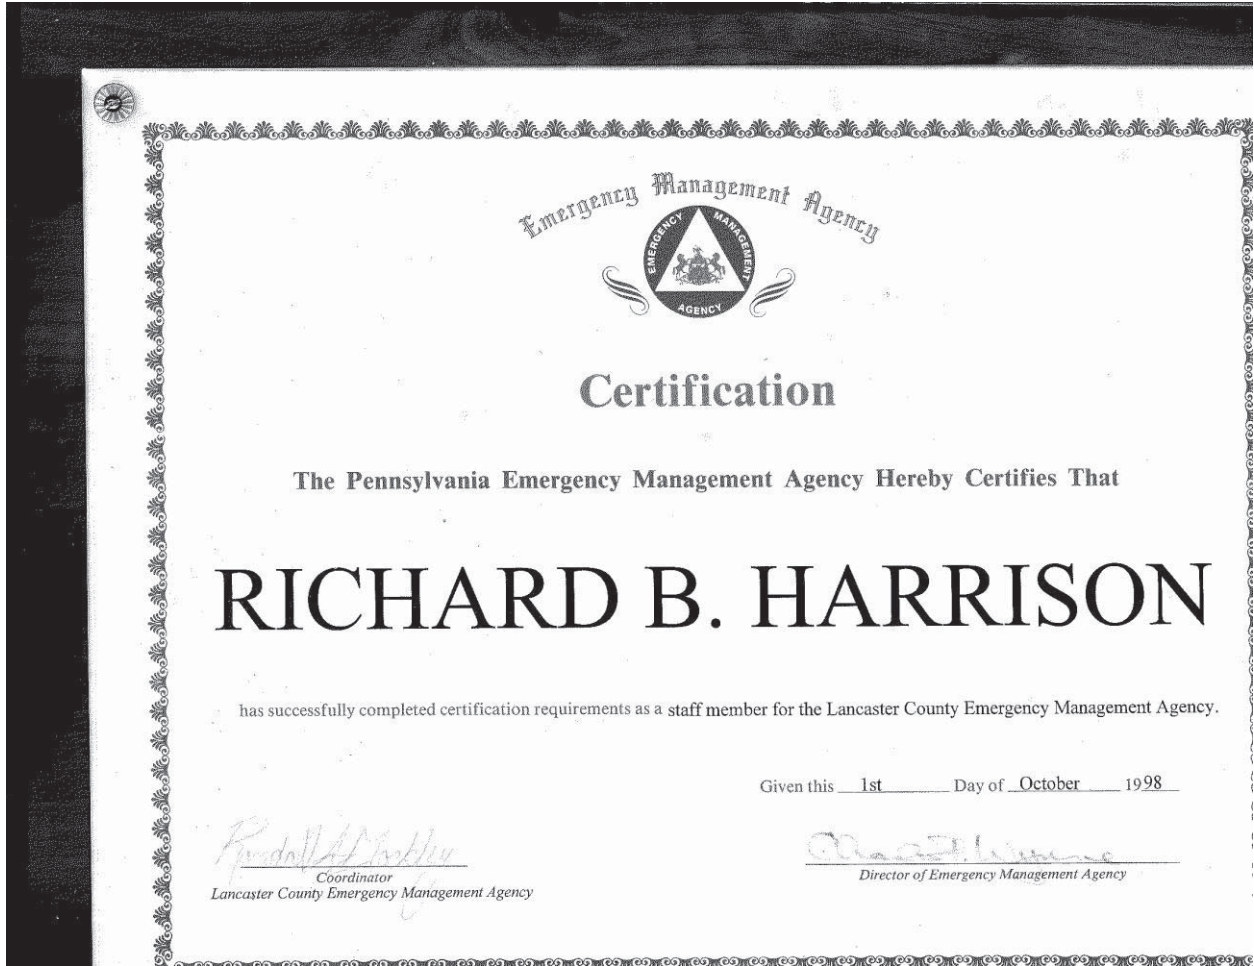 Emergency Management Agency
EMERGENCY MANAGEMENT
AGENCY
Certification
The Pennsylvania Emergency Management Agency Hereby Certifies That
RICHARD B. HARRISON
has successfully completed certification requirements as a staff member for the Lancaster County Emergency Management Agency.
Given this 1st Day of October 1998
Coordinator
Lancaster County Emergency Management Agency
Director of Emergency Management Agency